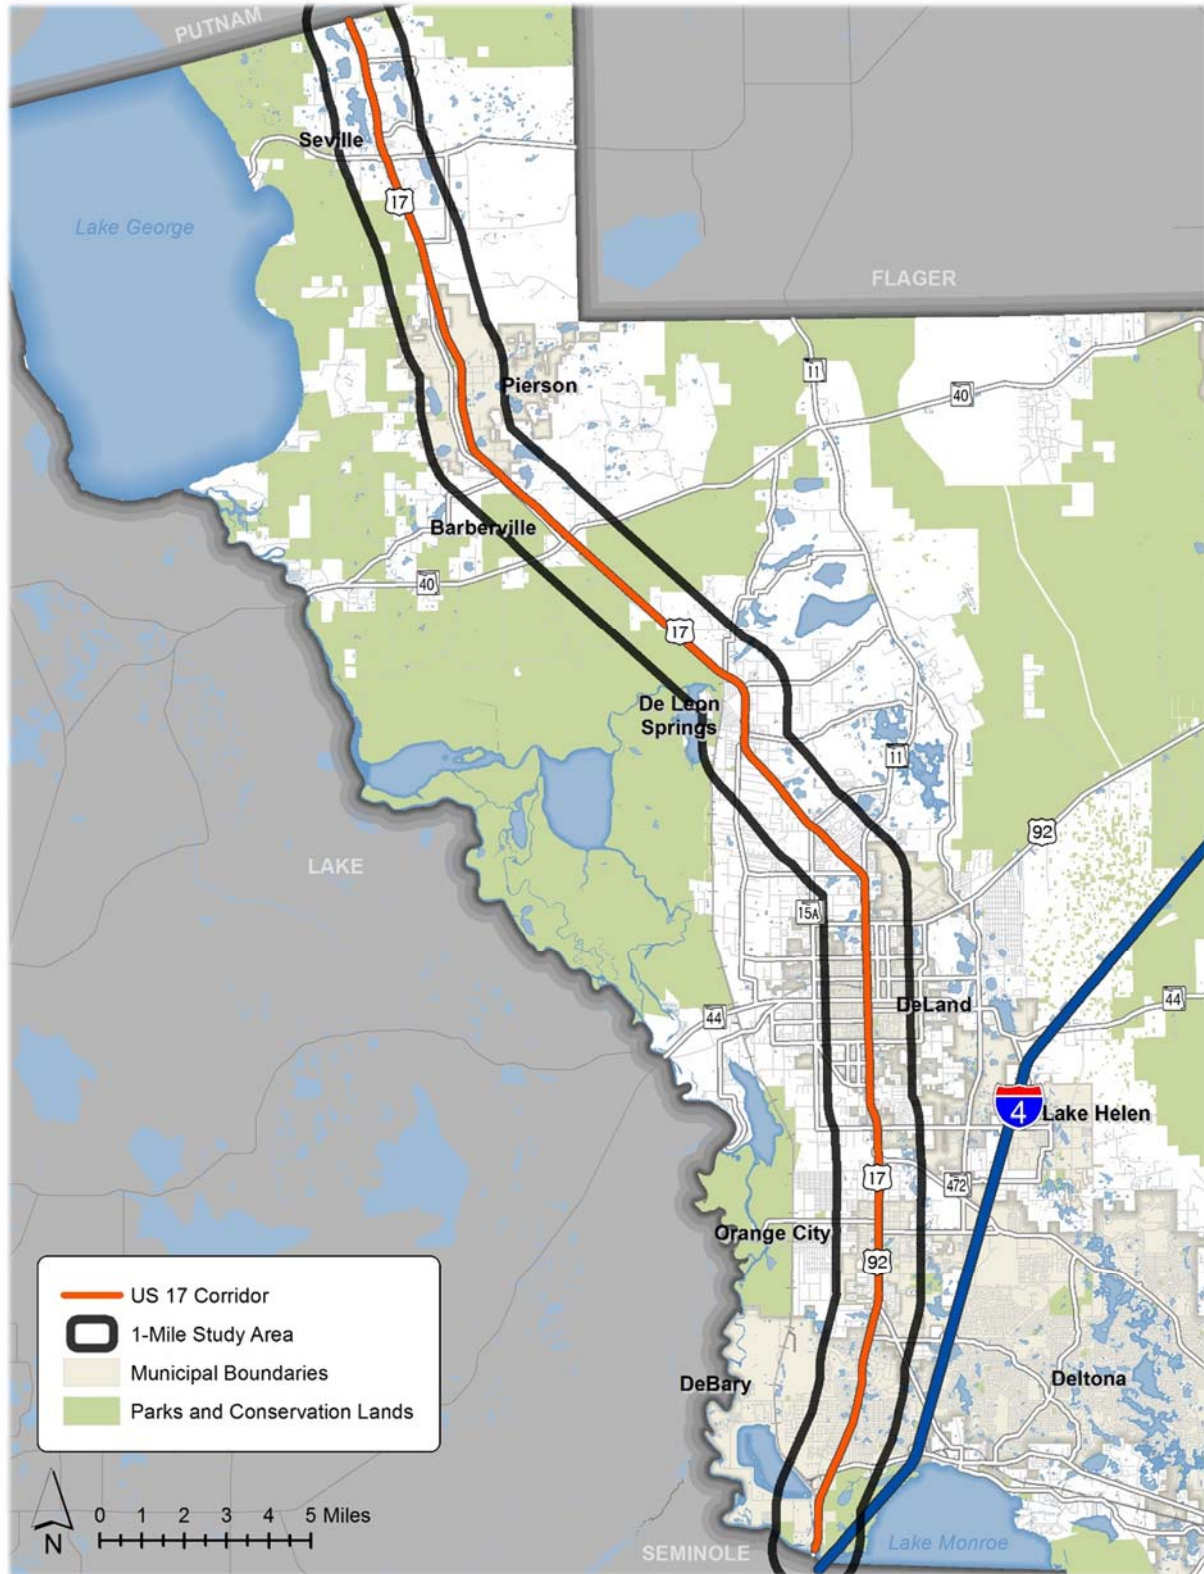 PUTNAM
Seville
17
Lake George
FLAGER
Pierson
11
40
Barberville
40
17
De Leon
Springs
11
92
LAKE
15A
DeLand
44
44
4
Lake Helen
17
472
Orange City
92
US 17 Corridor
1-Mile Study Area
Municipal Boundaries
Parks and Conservation Lands
DeBary
Deltona
N
0 1 2 3 4 5 Miles
SEMINOLE
Lake Monroe